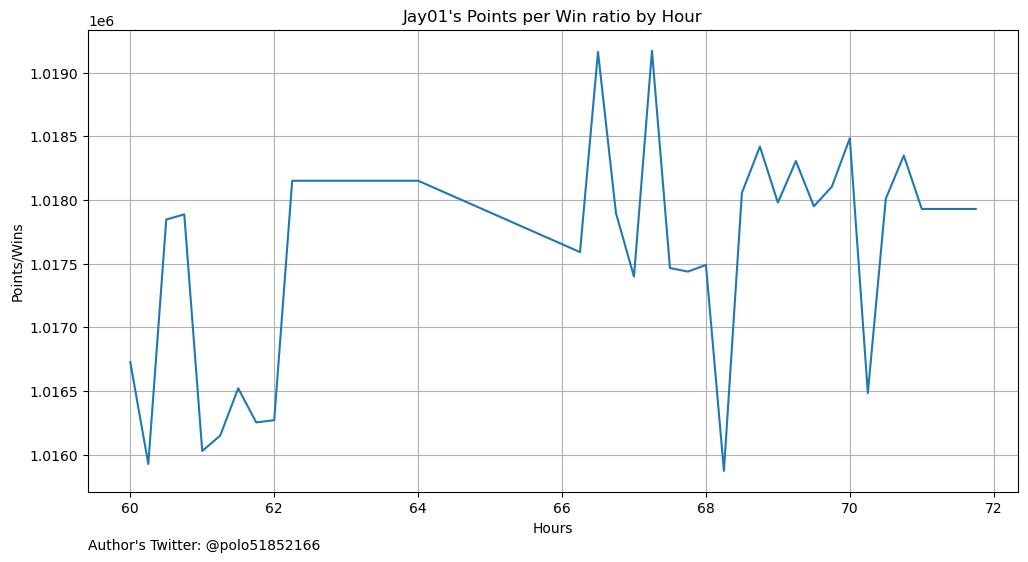 Jay01's Points per Win ratio by Hour
1e6
1.0190
1.0185
1.0180
1.0175
1.0170
1.0165
1.0160
Points/Wins
60 62 64 66 68 70 72
Hours
Author's Twitter: @polo51852166